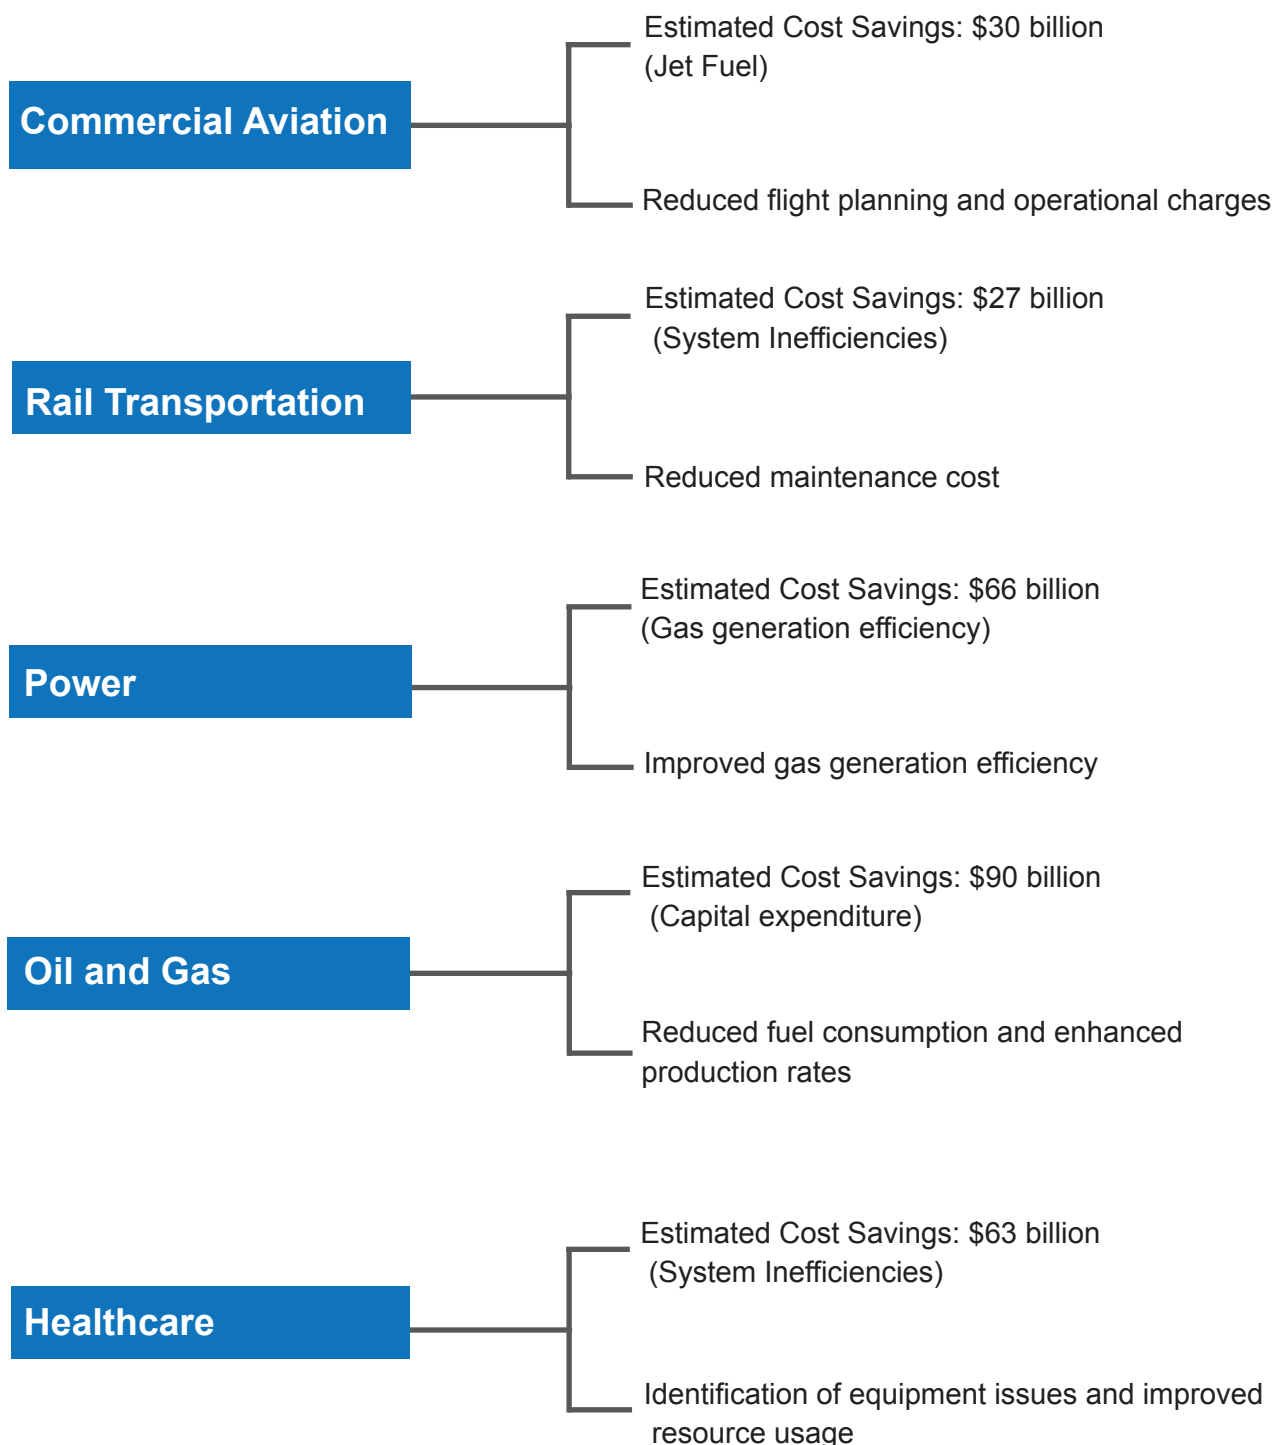 Estimated Cost Savings: $30 billion
(Jet Fuel)
Commercial Aviation
Reduced flight planning and operational charges
Estimated Cost Savings: $27 billion
(System Inefficiencies)
Rail Transportation
Reduced maintenance cost
Estimated Cost Savings: $66 billion
(Gas generation efficiency)
Power
Improved gas generation efficiency
Estimated Cost Savings: $90 billion
(Capital expenditure)
Oil and Gas
Reduced fuel consumption and enhanced
production rates
Estimated Cost Savings: $63 billion
(System Inefficiencies)
Healthcare
Identification of equipment issues and improved
resource usage